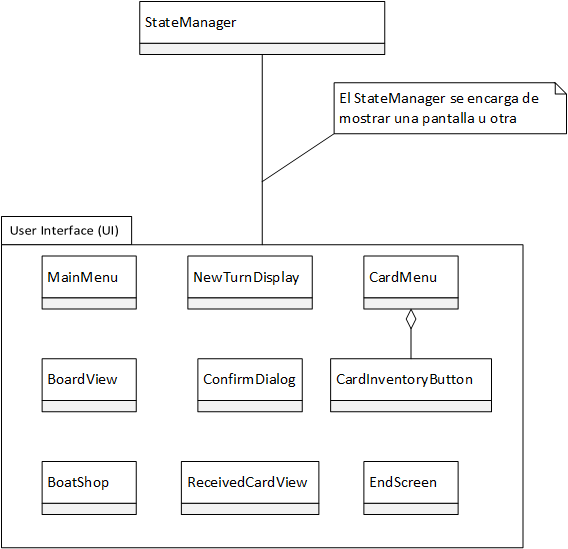 StateManager
El StateManager se encarga de
mostrar una pantalla u otra
User Interface (UI)
MainMenu
NewTurnDisplay
CardMenu
BoardView
ConfirmDialog
CardInventoryButton
BoatShop
ReceivedCardView
EndScreen